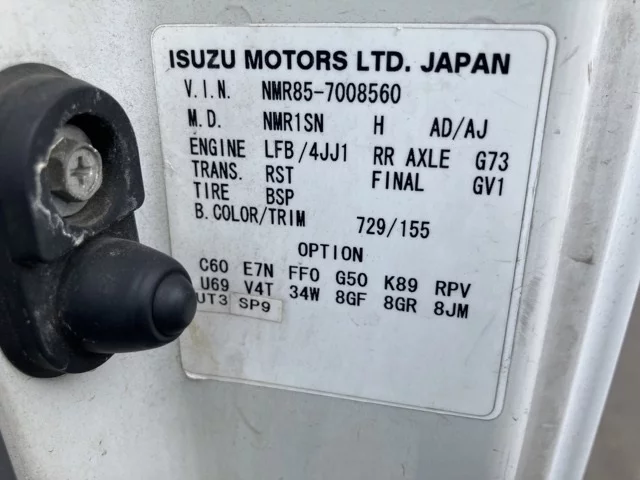 ISUZU MOTORS LTD. JAPAN
V.I.N. NMR85-7008560
M.D. NMR1SN H AD/AJ
ENGINE LFB/4JJ1 RR AXLE G73
TRANS. RST FINAL GV1
TIRE BSP
B.COLOR/TRIM 729/155
OPTION
C60 E7N FF0 G50 K89 RPV
U69 V4T 34W 8GF 8GR 8JM
UT3 SP9